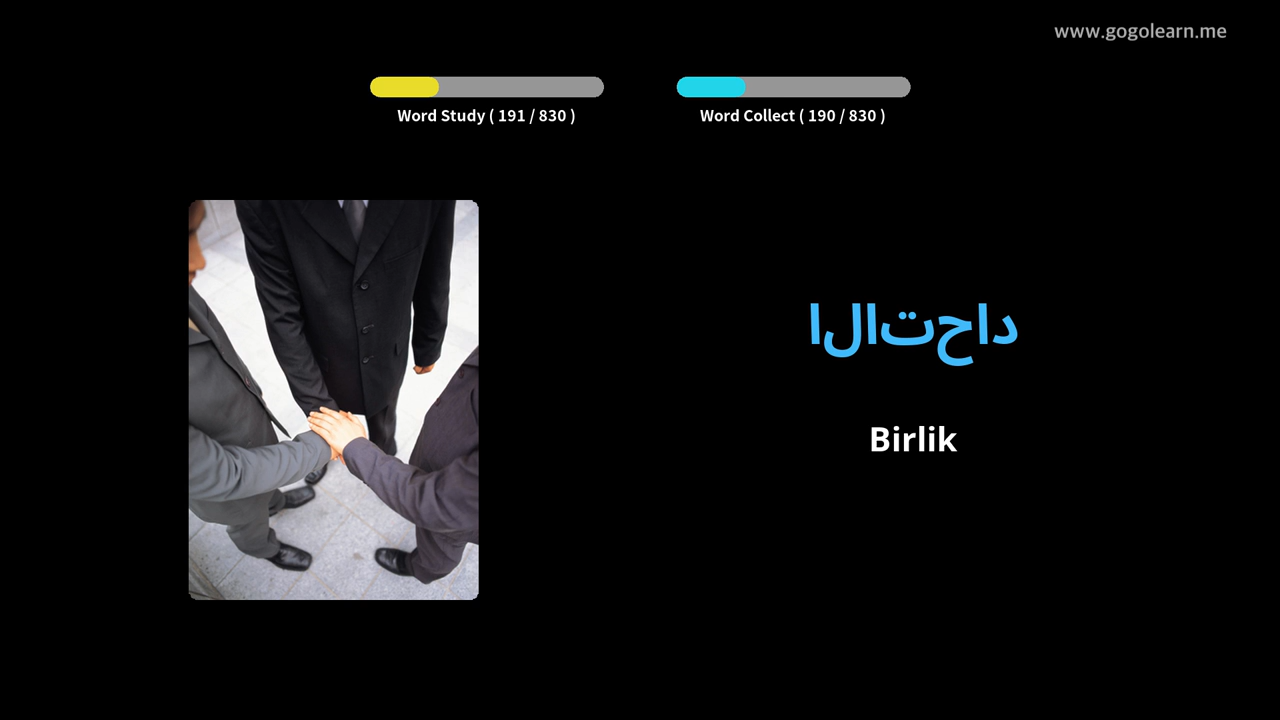 www.gogolearn.me
Word Study ( 191 / 830 )
Word Collect ( 190 / 830 )
الاتحاد
Birlik